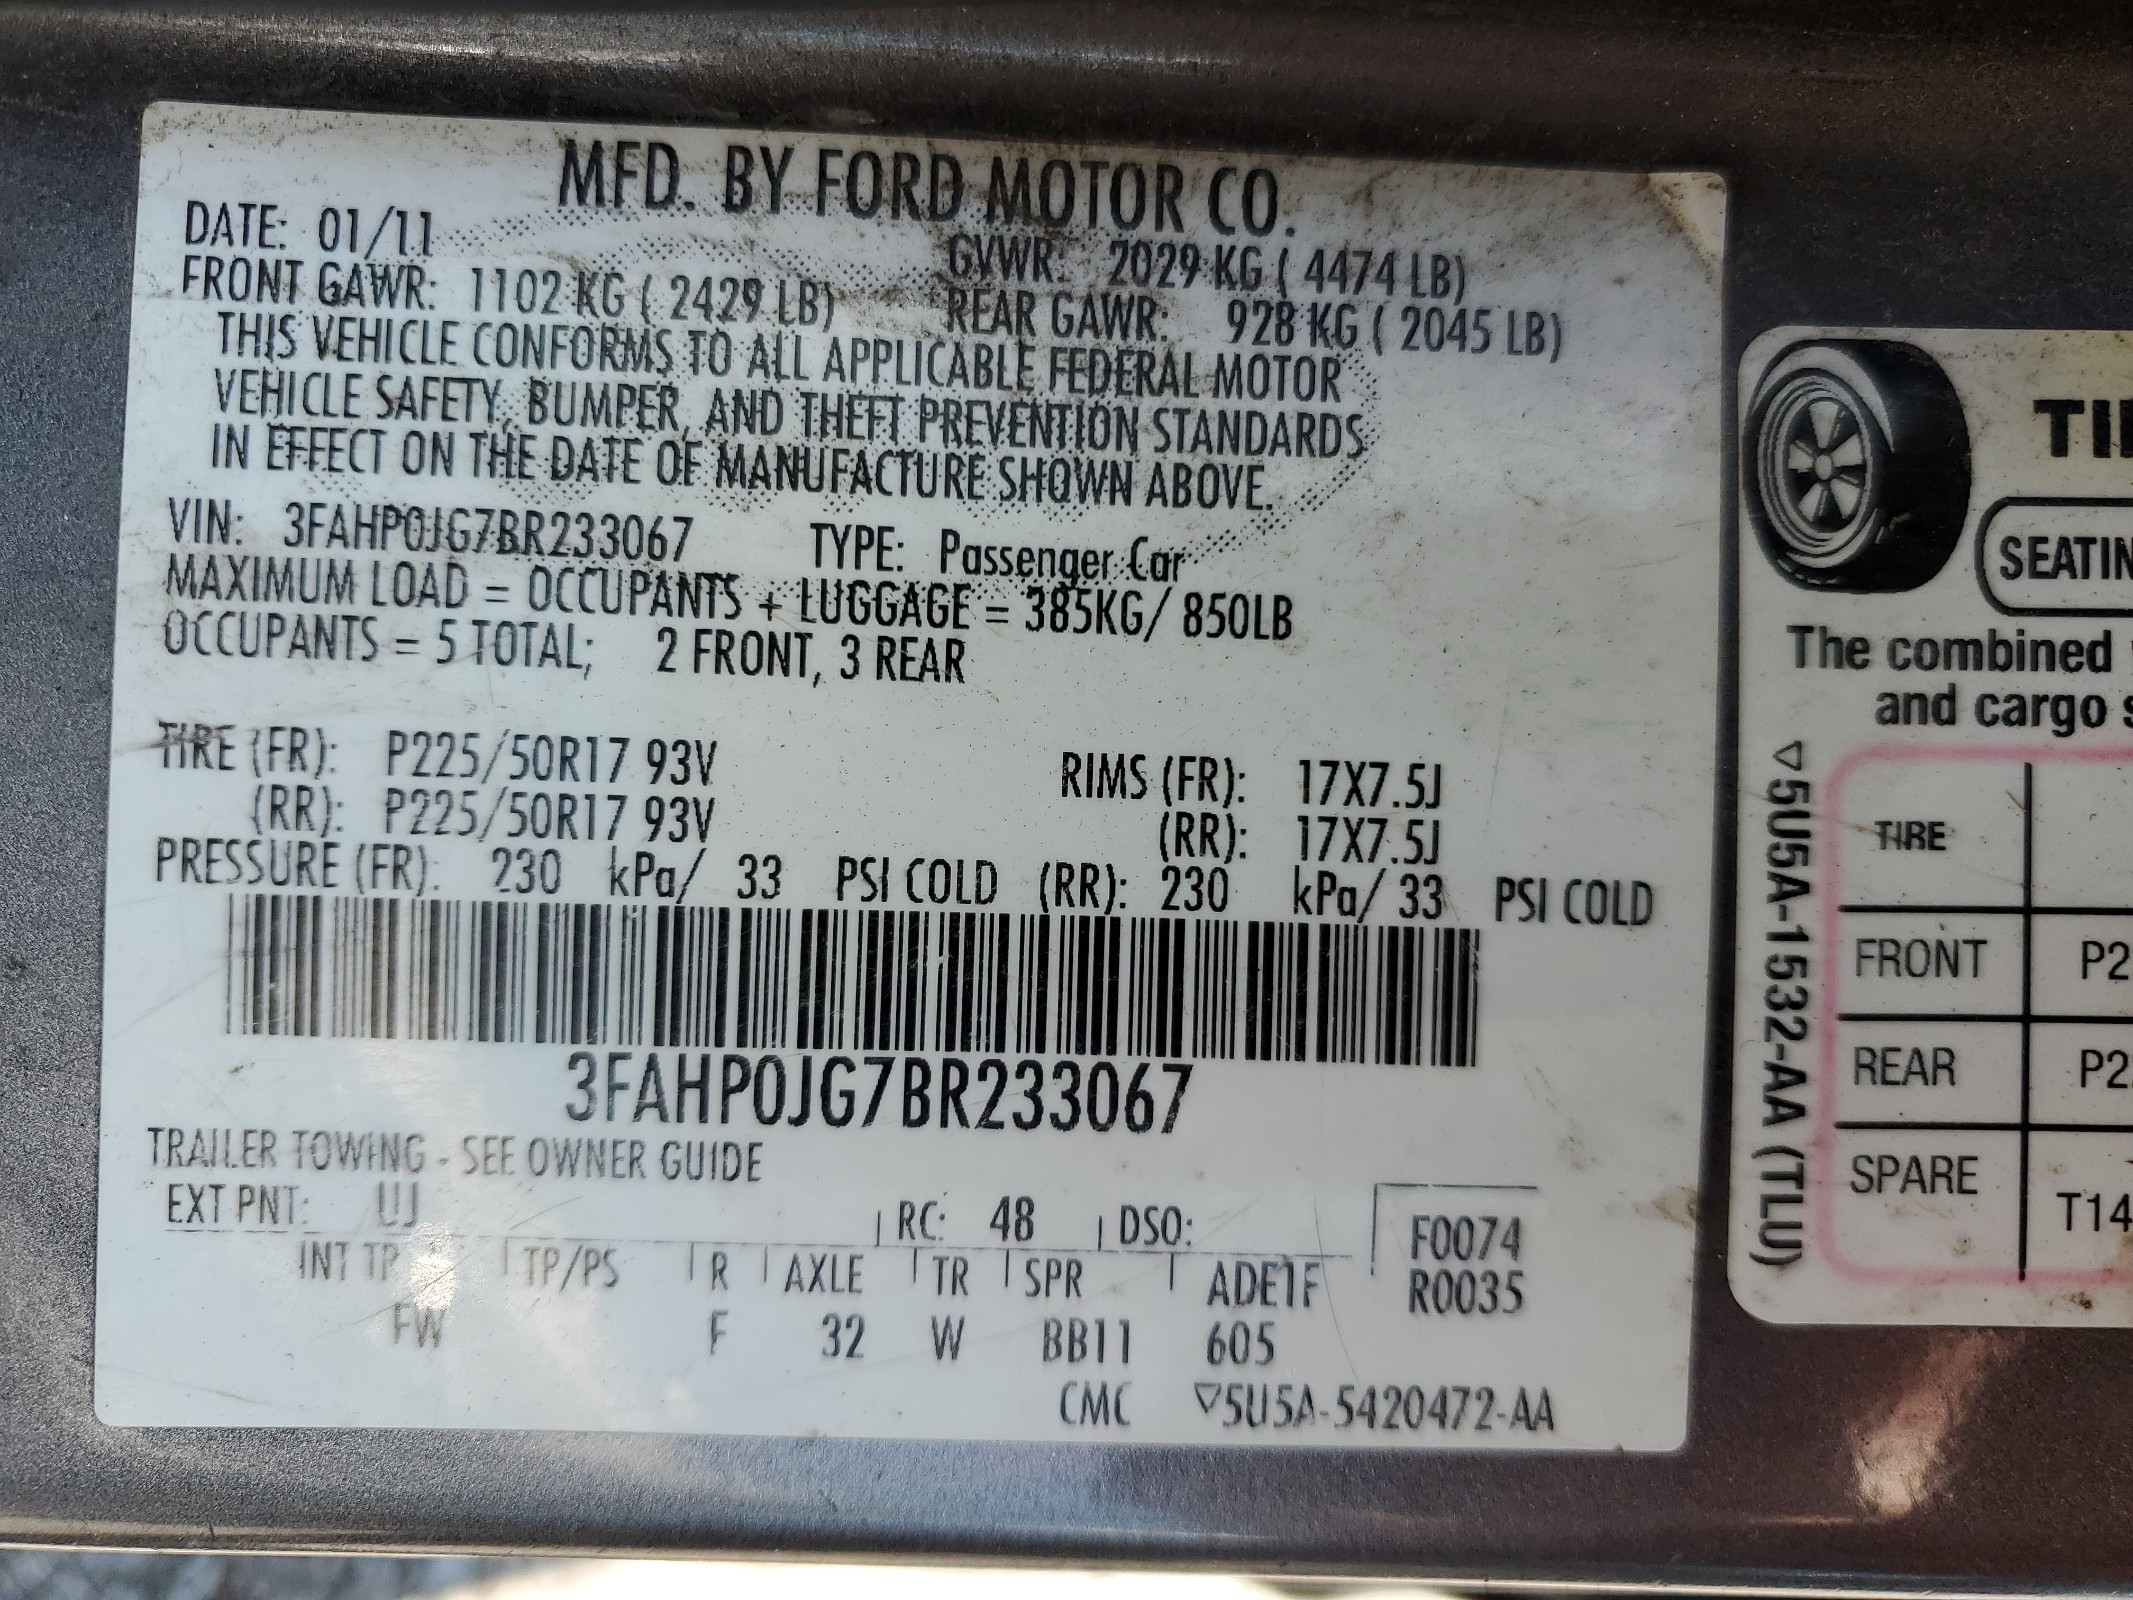 MFD. BY FORD MOTOR CO.
DATE: 01/11
GVWR: 2029 KG ( 4474 LB)
FRONT GAWR: 1102 KG ( 2429 LB) REAR GAWR: 928 KG ( 2045 LB)
THIS VEHICLE CONFORMS TO ALL APPLICABLE FEDERAL MOTOR
VEHICLE SAFETY, BUMPER, AND THEFT PREVENTION STANDARDS
IN EFFECT ON THE DATE OF MANUFACTURE SHOWN ABOVE.
VIN: 3FAHP0JG7BR233067 TYPE: Passenger Car
MAXIMUM LOAD = OCCUPANTS + LUGGAGE = 385KG/ 850LB
OCCUPANTS = 5 TOTAL; 2 FRONT, 3 REAR
TIRE (FR): P225/50R17 93V RIMS (FR): 17X7.5J
(RR): P225/50R17 93V (RR): 17X7.5J
PRESSURE (FR): 230 kPa/ 33 PSI COLD (RR): 230 kPa/ 33 PSI COLD
3FAHP0JG7BR233067
TRAILER TOWING - SEE OWNER GUIDE
EXT PNT: UJ RC: 48 DSO: F0074
INT TP TP/PS R AXLE TR SPR ADE1F R0035
FW F 32 W BB11 605
CMC ▽5U5A-5420472-AA
TI
SEATIN
The combined
and cargo s
▽5U5A-1532-AA (TLU)
TIRE
FRONT P2
REAR P2
SPARE T14